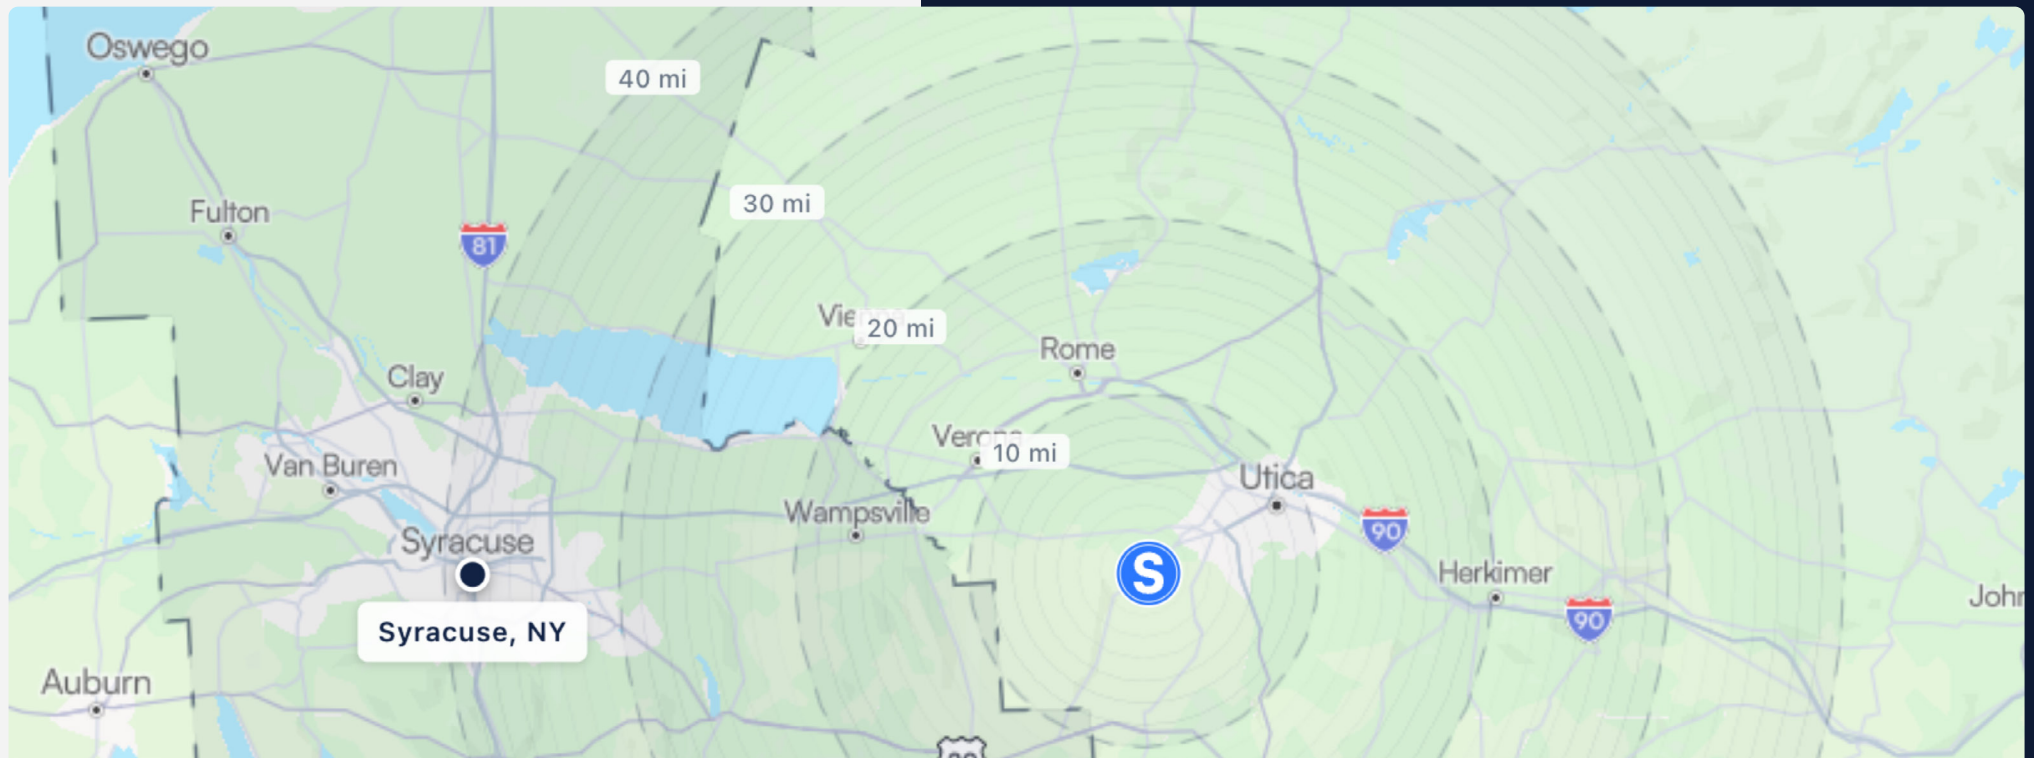 Oswego
40 mi
30 mi
Fulton
81
20 mi
Rome
Clay
Verona
10 mi
Van Buren
Utica
Wampsville
90
Syracuse
S
Herkimer
90
Syracuse, NY
Auburn